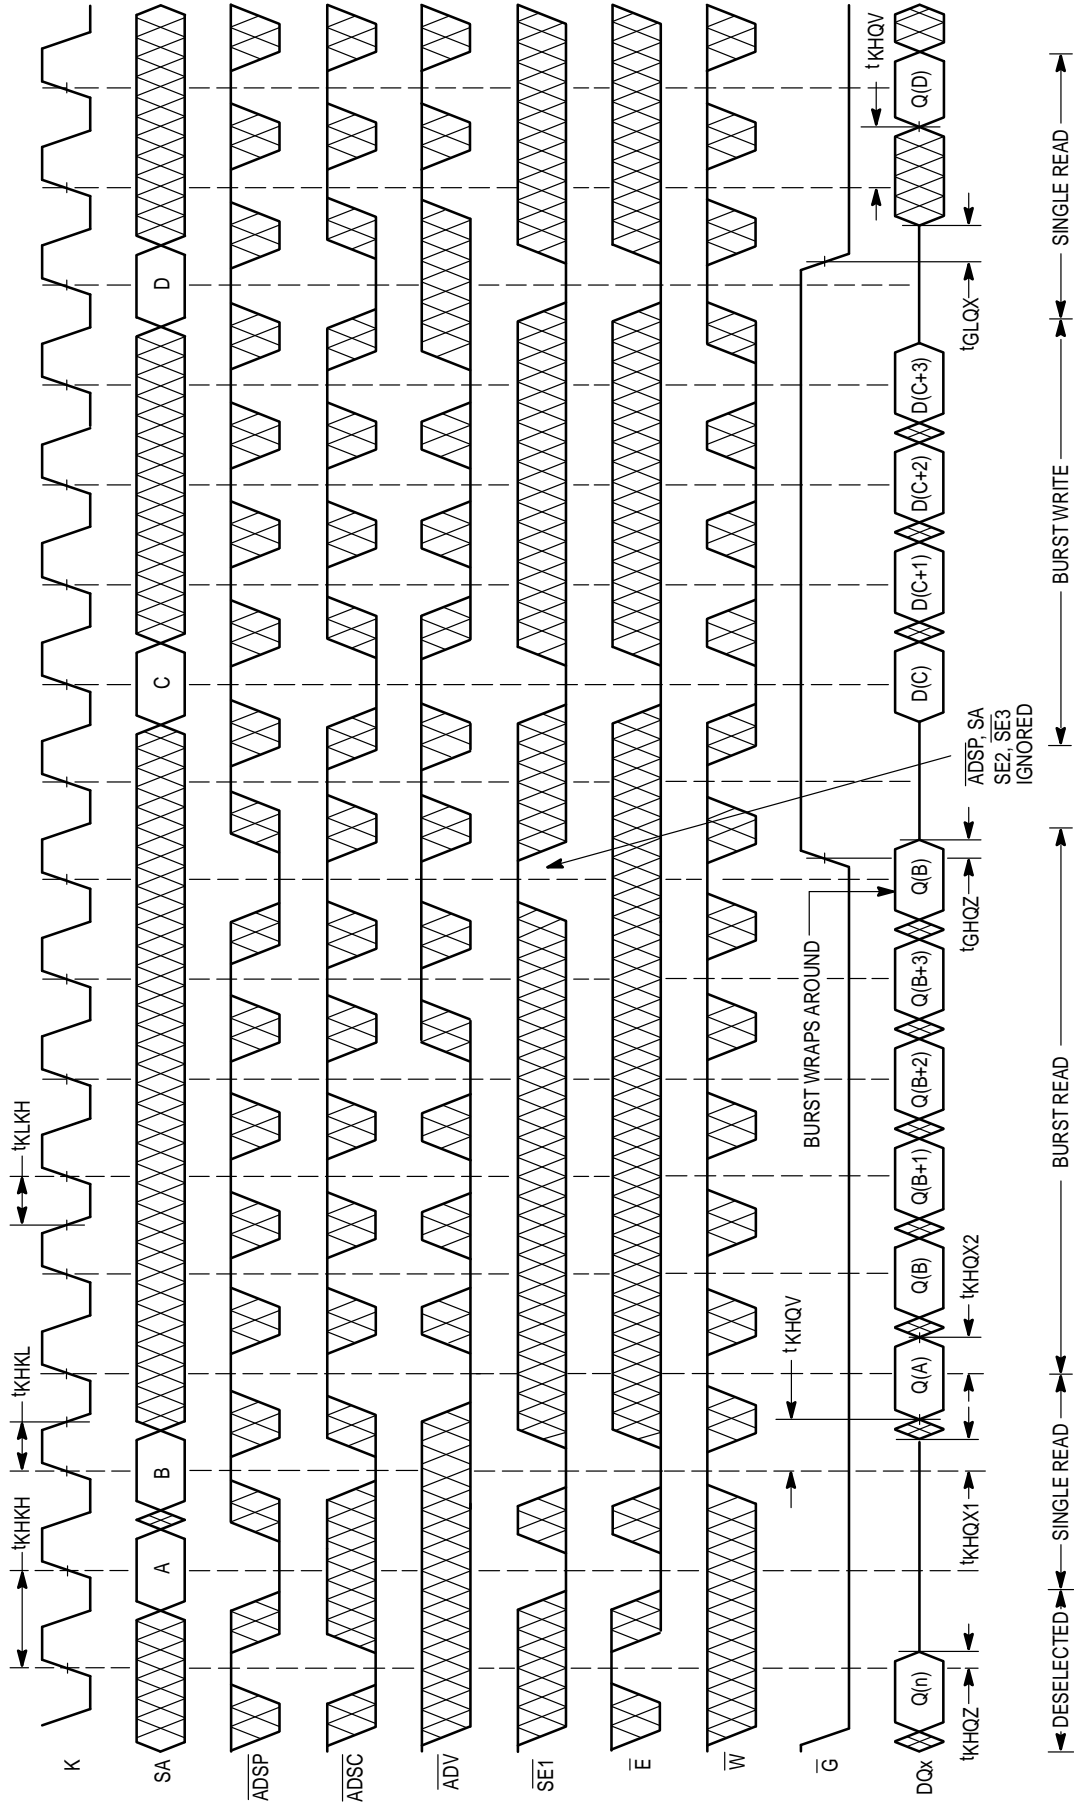 tKHKH
tKHKL
tKLKH
K
SA
A
B
C
D
ADSP
ADSC
ADV
SE1
E
W
G
DQx
ADSP, SA
SE2, SE3
IGNORED
BURST WRAPS AROUND
tKHQV
tKHQV
Q(n)
Q(A)
Q(B)
Q(B+1)
Q(B+2)
Q(B+3)
Q(B)
D(C)
D(C+1)
D(C+2)
D(C+3)
Q(D)
tKHQZ
tKHQX1
tKHQX2
tGHQZ
tGLQX
DESELECTED
SINGLE READ
BURST READ
BURST WRITE
SINGLE READ